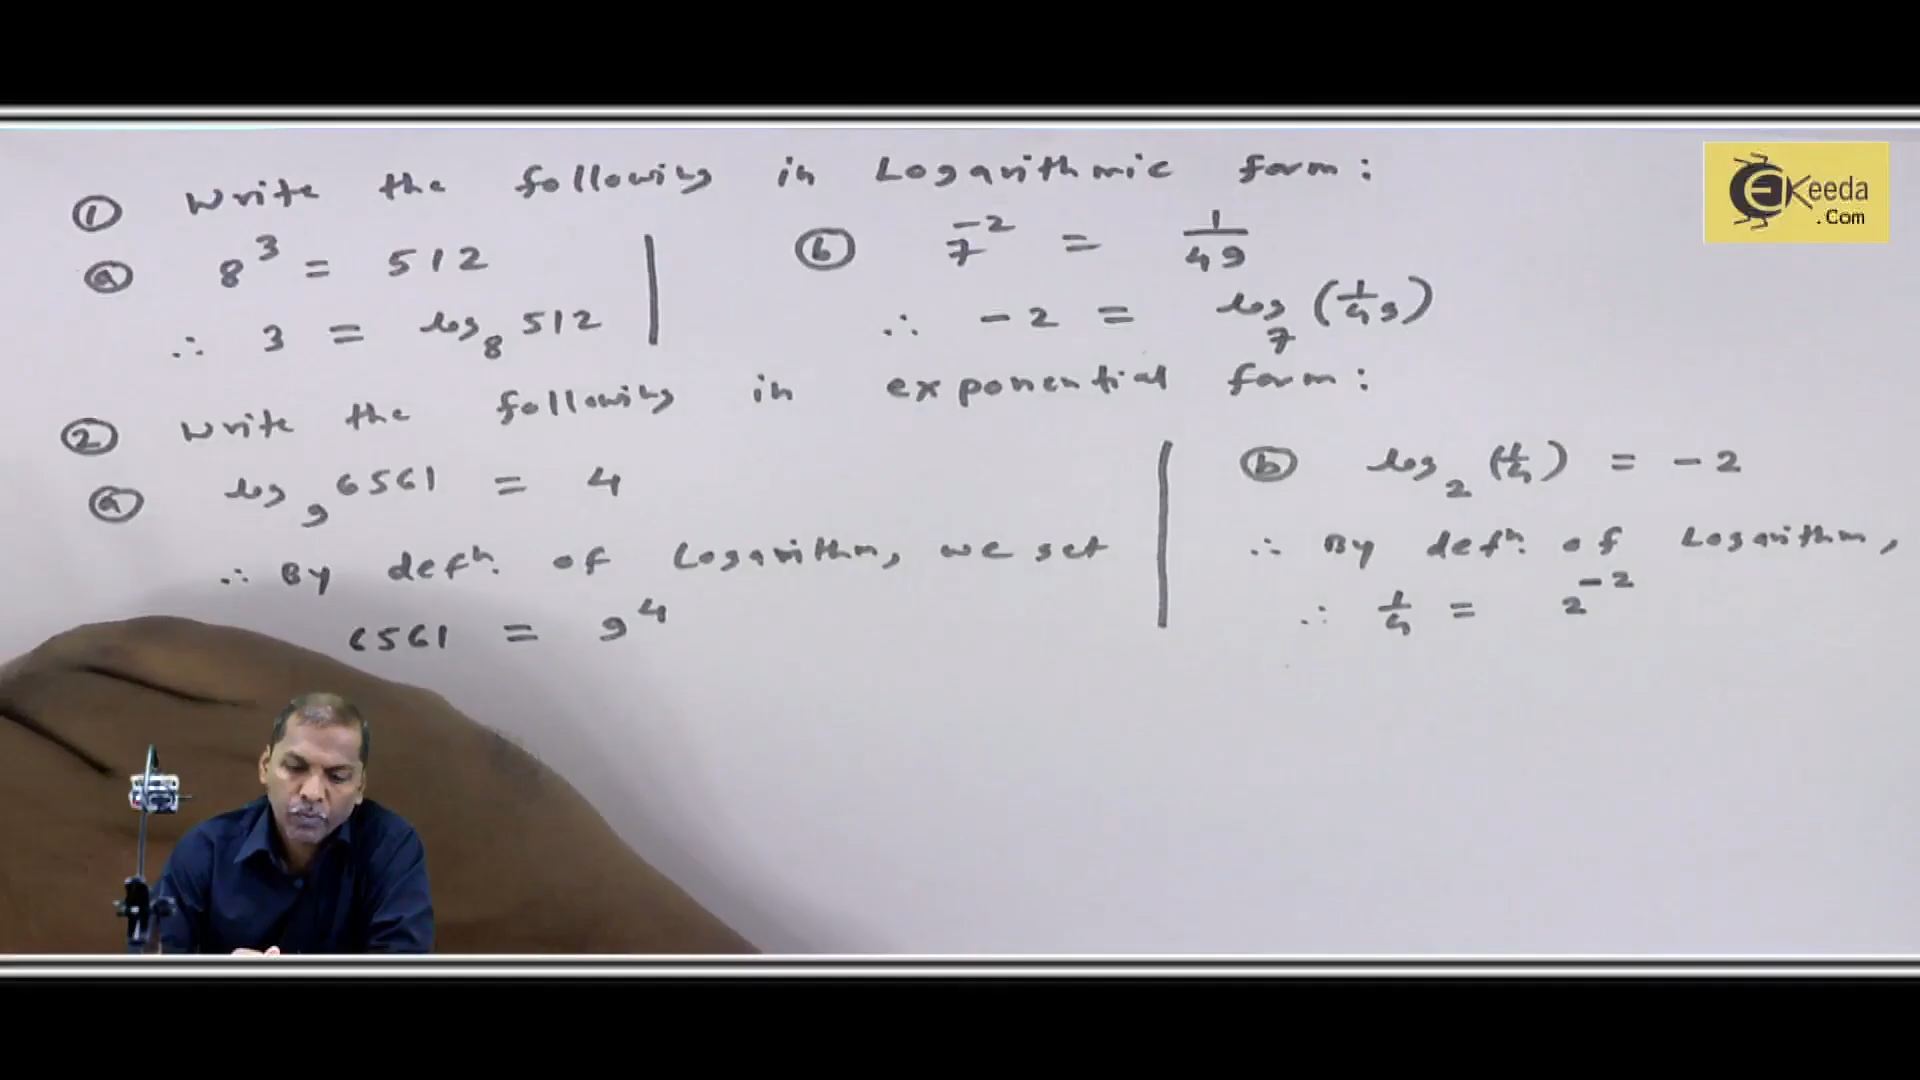 ① Write the following in Logarithmic form:
ⓐ 8³ = 512
∴ 3 = log₈ 512
ⓑ 7⁻² = 1/49
∴ -2 = log₇ (1/49)
② Write the following in exponential form:
ⓐ log₉ 6561 = 4
∴ By defⁿ. of Logarithm, we get
6561 = 9⁴
ⓑ log₂ (1/4) = -2
∴ By defⁿ. of Logarithm,
∴ 1/4 = 2⁻²
EKeeda
.Com